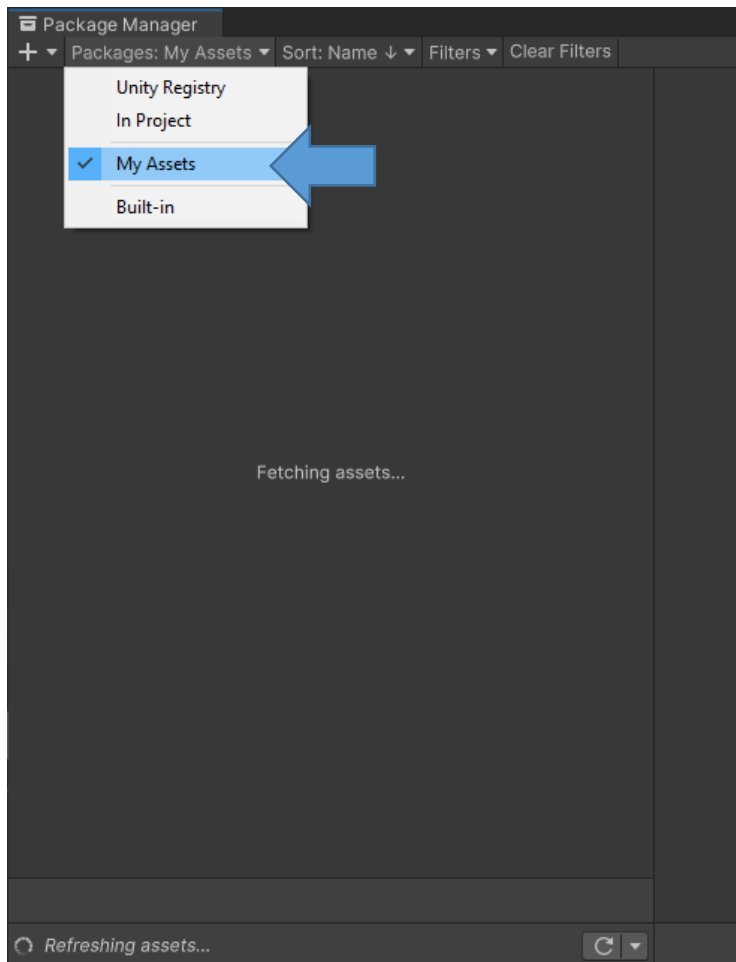 Package Manager
Packages: My Assets Sort: Name ↓ Filters Clear Filters
Unity Registry
In Project
My Assets
Built-in
Fetching assets...
Refreshing assets...